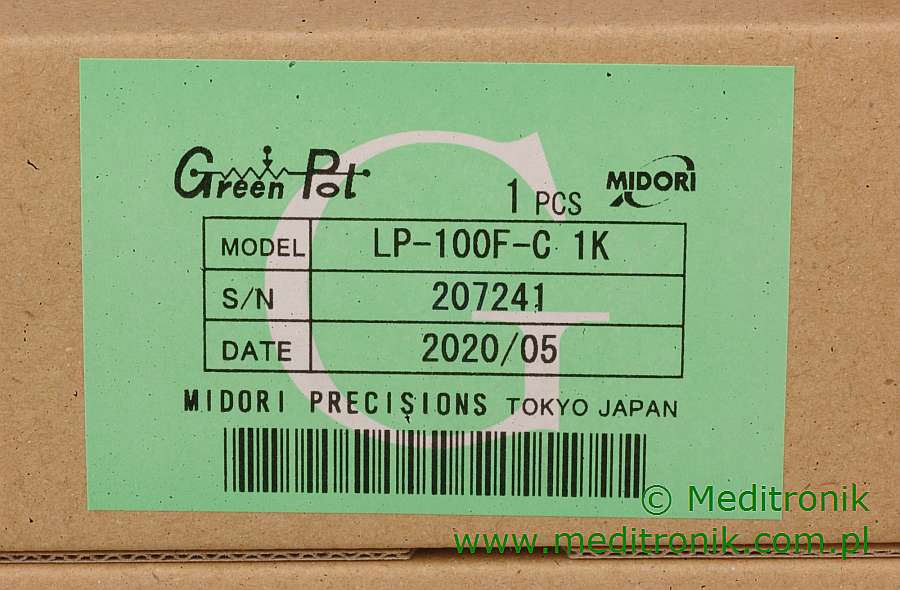 Green Pot
1 PCS MIDORI
MODEL LP-100F-C 1K
S/N 207241
DATE 2020/05
MIDORI PRECISIONS TOKYO JAPAN
G
© Meditronik
www.meditronik.com.pl